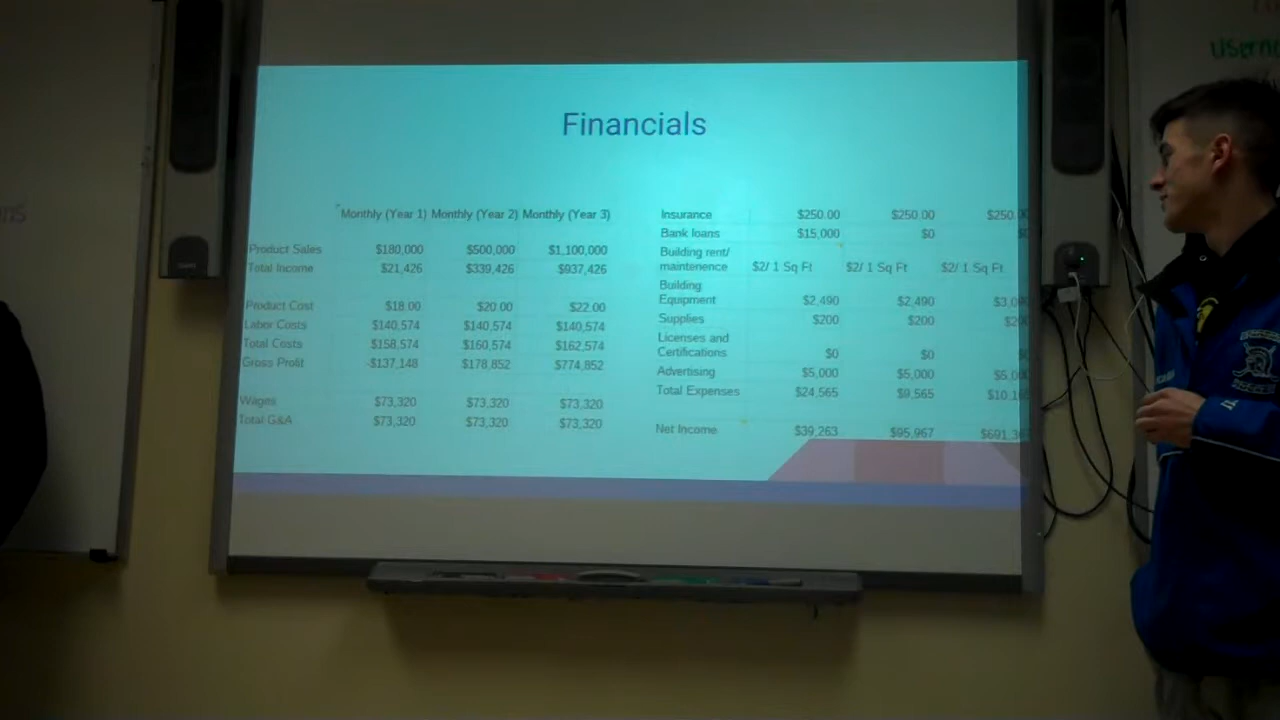 Financials
Monthly (Year 1) Monthly (Year 2) Monthly (Year 3)
Product Sales $180,000 $500,000 $1,100,000
Total Income $21,426 $339,426 $937,426
Product Cost $18.00 $20.00 $22.00
Labor Costs $140,574 $140,574 $140,574
Total Costs $158,574 $160,574 $162,574
Gross Profit -$137,148 $178,852 $774,852
Wages $73,320 $73,320 $73,320
Total G&A $73,320 $73,320 $73,320
Insurance $250.00 $250.00 $250.
Bank loans $15,000 $0
Building rent/
maintenence $2/ 1 Sq Ft $2/ 1 Sq Ft $2/ 1 Sq Ft
Building
Equipment $2,490 $2,490
Supplies $200 $200
Licenses and
Certifications $0 $0
Advertising $5,000 $5,000
Total Expenses $24,565 $9,565
Net Income $39,263 $95,967